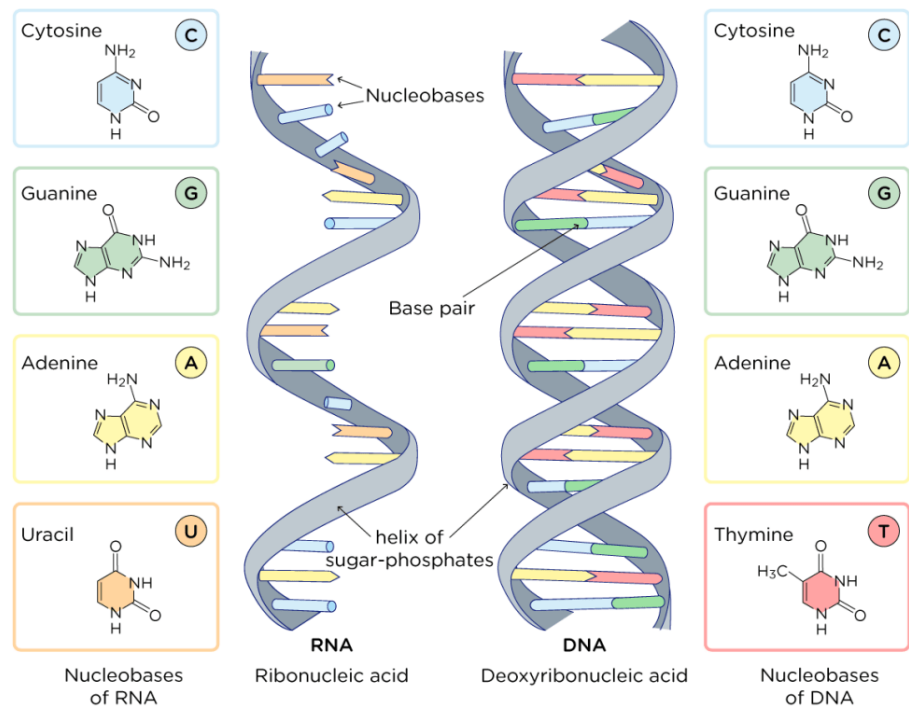 Cytosine
C
NH₂
N
N
H
O
Guanine
G
O
N
NH
N
H
N
NH₂
Adenine
A
H₂N
N
N
N
H
N
Uracil
U
O
NH
N
H
O
Nucleobases
of RNA
Nucleobases
Base pair
helix of
sugar-phosphates
RNA
Ribonucleic acid
DNA
Deoxyribonucleic acid
Cytosine
C
NH₂
N
N
H
O
Guanine
G
O
N
NH
N
H
N
NH₂
Adenine
A
H₂N
N
N
N
H
N
Thymine
T
O
H₃C
NH
N
H
O
Nucleobases
of DNA